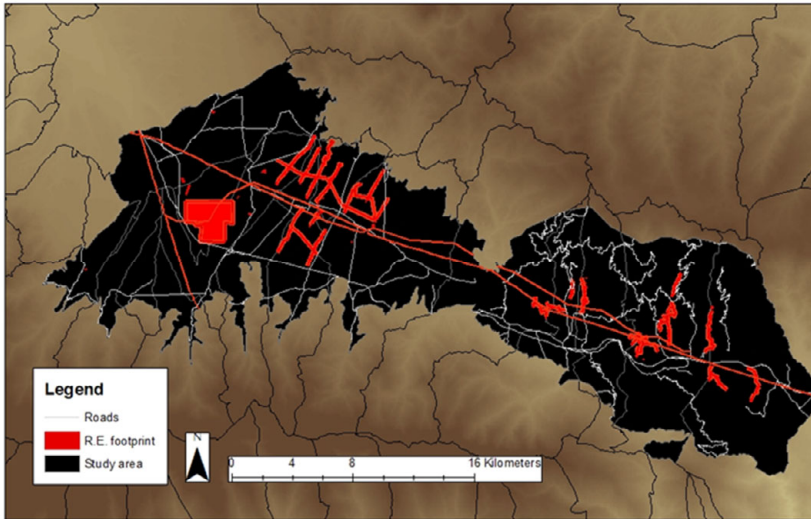 Legend
Roads
R.E. footprint
Study area
N
0 4 8 16 Kilometers